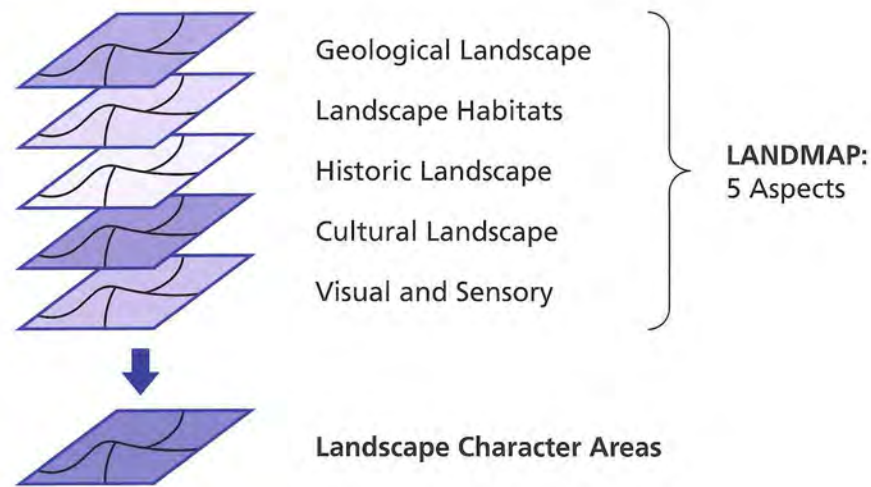 Geological Landscape
Landscape Habitats
Historic Landscape
Cultural Landscape
Visual and Sensory
LANDMAP:
5 Aspects
Landscape Character Areas